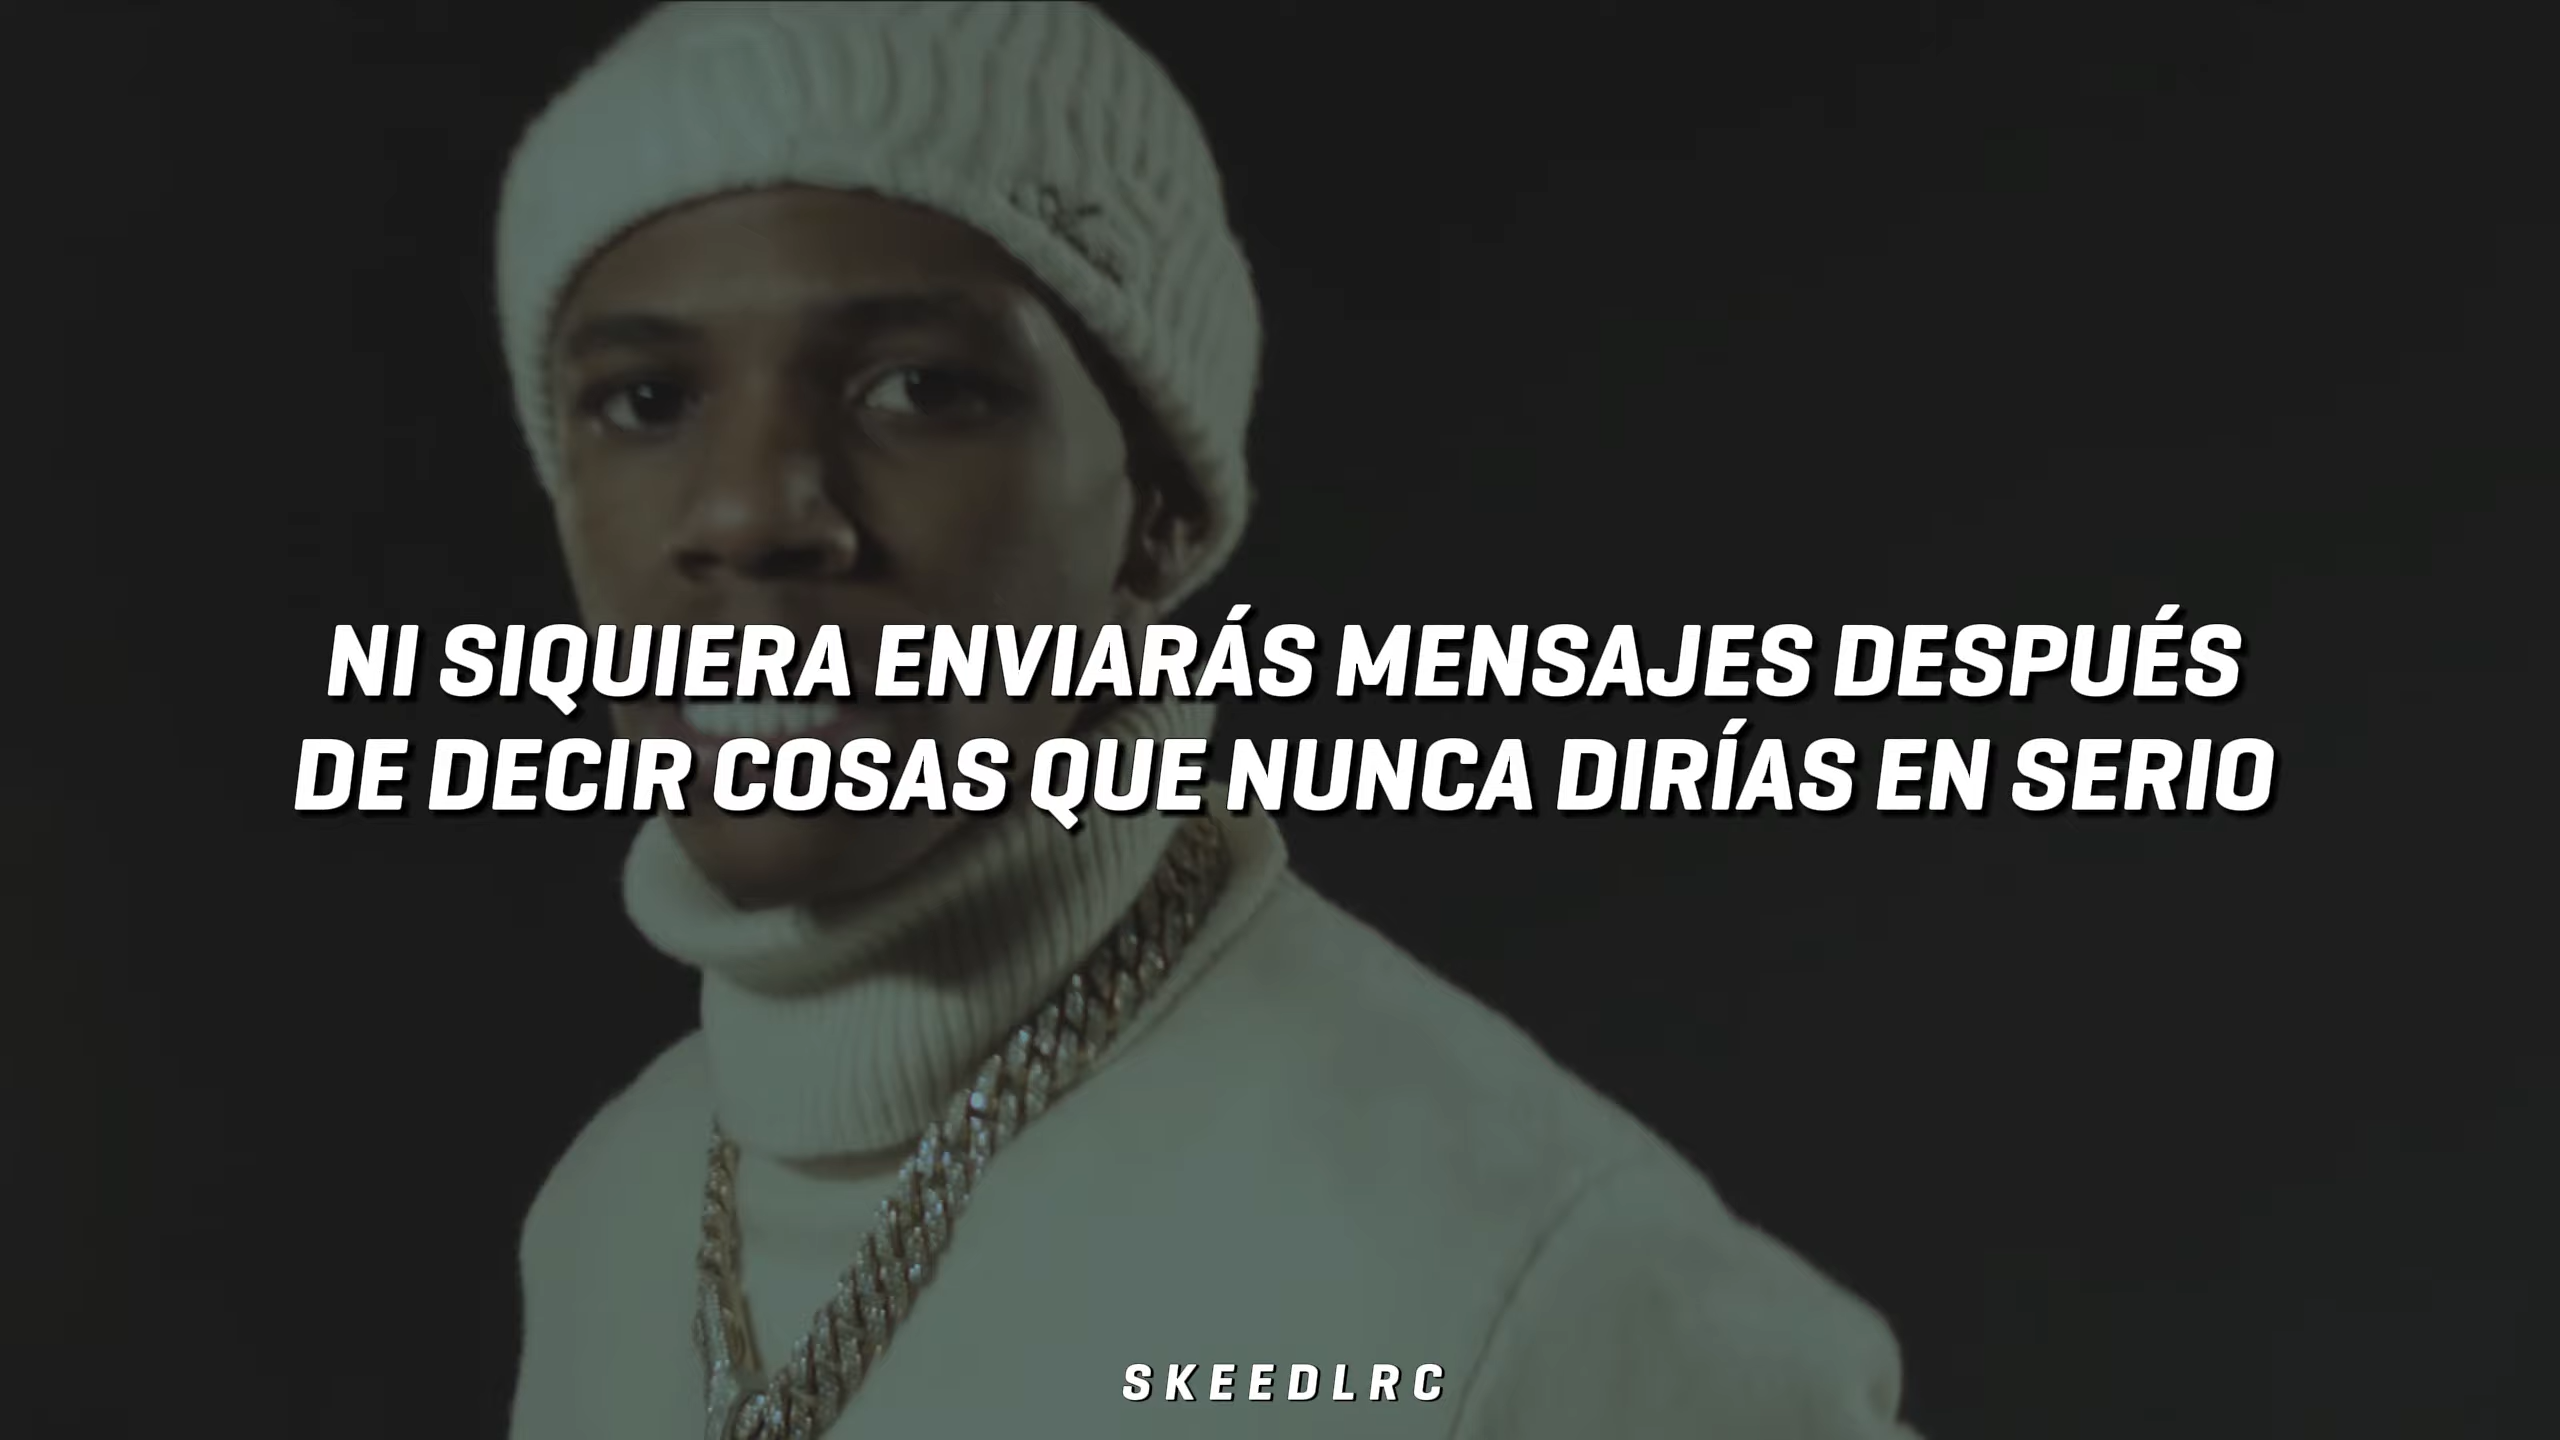 NI SIQUIERA ENVIARÁS MENSAJES DESPUÉS
DE DECIR COSAS QUE NUNCA DIRÍAS EN SERIO
SKEEDLRC